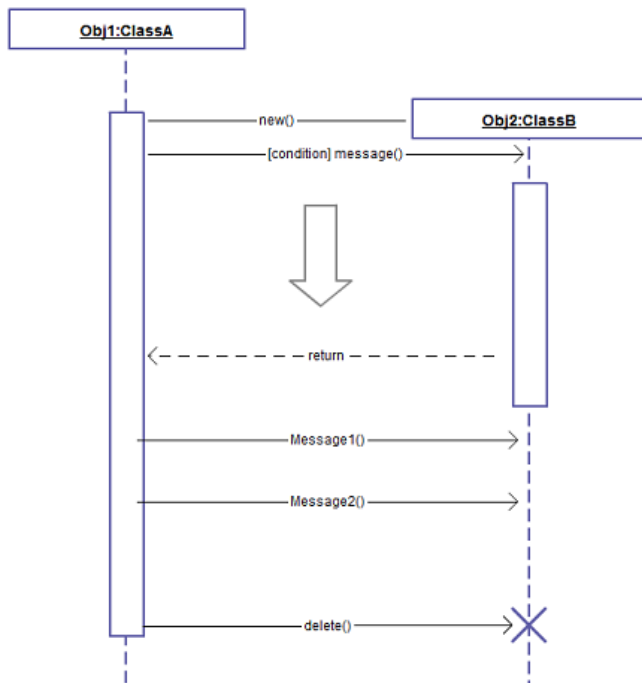 Obj1:ClassA
new()
Obj2:ClassB
[condition] message()
return
Message1()
Message2()
delete()